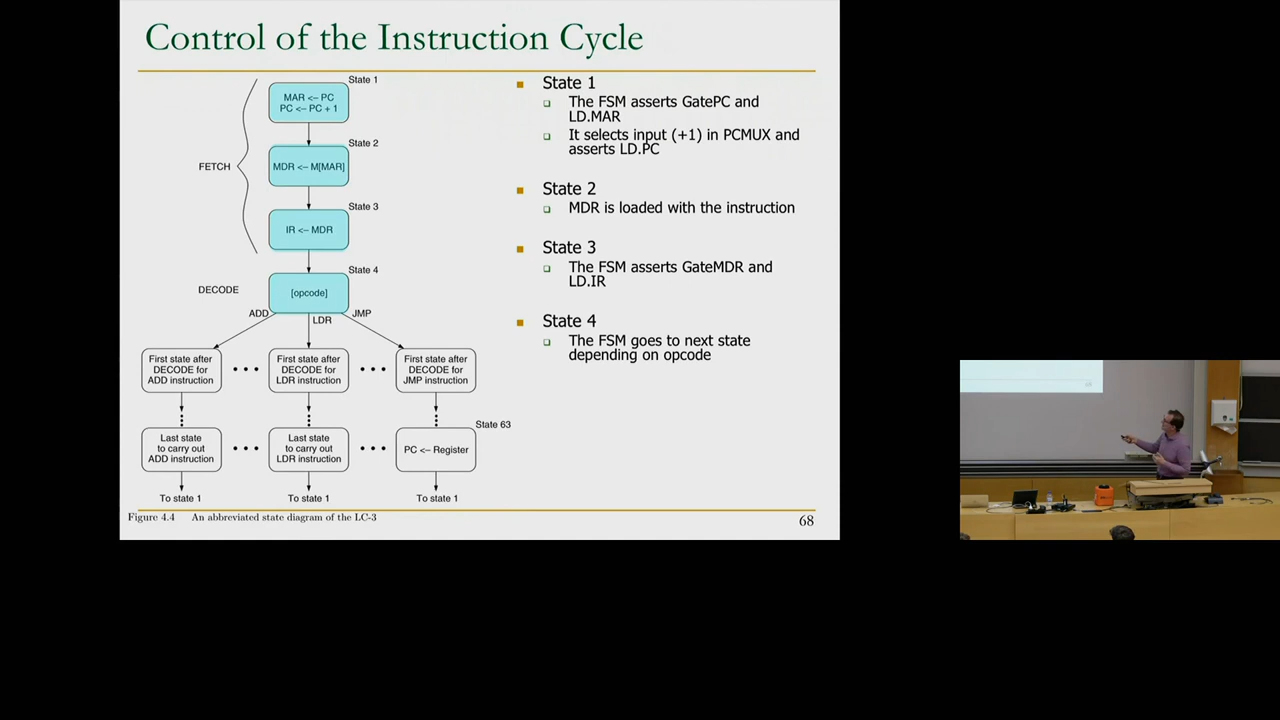 Control of the Instruction Cycle
State 1
MAR <– PC
PC <– PC + 1
State 2
FETCH
MDR <– M[MAR]
State 3
IR <– MDR
State 4
DECODE
[opcode]
ADD
LDR
JMP
First state after
DECODE for
ADD instruction
• • •
First state after
DECODE for
LDR instruction
• • •
First state after
DECODE for
JMP instruction
State 63
Last state
to carry out
ADD instruction
• • •
Last state
to carry out
LDR instruction
• • •
PC <– Register
To state 1
To state 1
To state 1
Figure 4.4 An abbreviated state diagram of the LC-3
State 1
The FSM asserts GatePC and
LD.MAR
It selects input (+1) in PCMUX and
asserts LD.PC
State 2
MDR is loaded with the instruction
State 3
The FSM asserts GateMDR and
LD.IR
State 4
The FSM goes to next state
depending on opcode
68